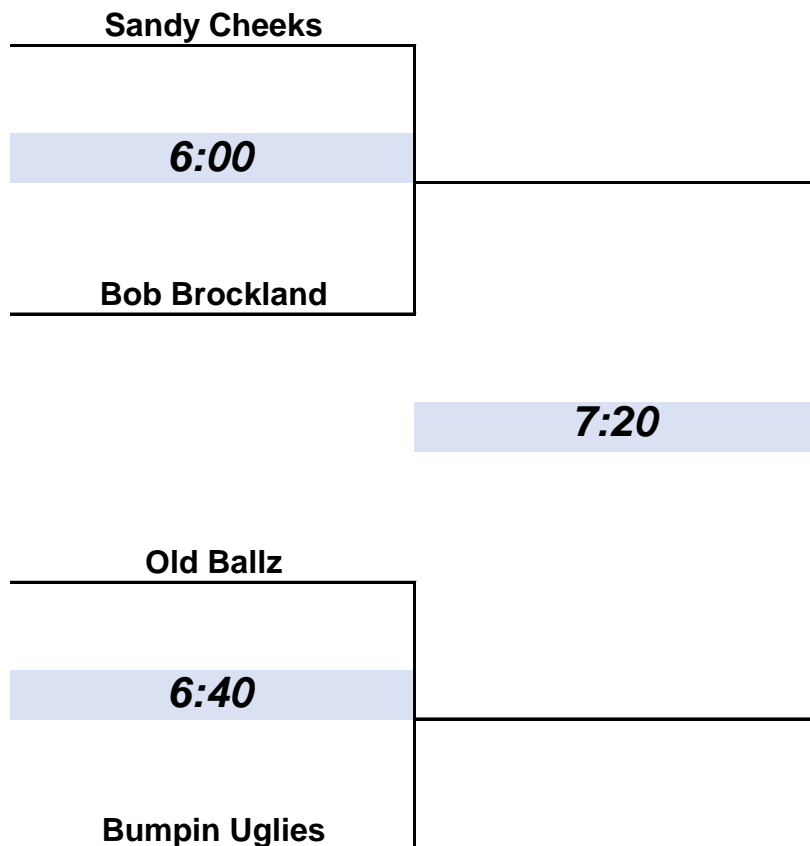 Sandy Cheeks
6:00
Bob Brockland
7:20
Old Ballz
6:40
Bumpin Uglies